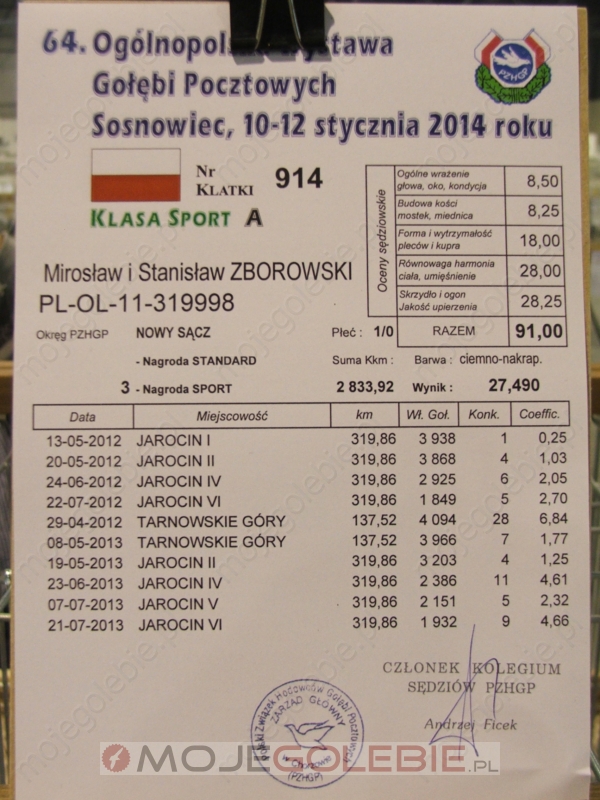 64. Ogólnopolska Wystawa
Gołębi Pocztowych
Sosnowiec, 10-12 stycznia 2014 roku
PZHGP
Nr KLATKI 914
KLASA SPORT A
Oceny sędziowskie
Ogólne wrażenie głowa, oko, kondycja 8,50
Budowa kości mostek, miednica 8,25
Forma i wytrzymałość pleców i kupra 18,00
Równowaga harmonia ciała, umięśnienie 28,00
Skrzydło i ogon Jakość upierzenia 28,25
RAZEM 91,00
Mirosław i Stanisław ZBOROWSKI
PL-OL-11-319998
Okręg PZHGP NOWY SĄCZ Płeć : 1/0
- Nagroda STANDARD Suma Kkm : Barwa : ciemno-nakrap.
3 - Nagroda SPORT 2 833,92 Wynik : 27,490
Data Miejscowość km Wł. Goł. Konk. Coeffic.
13-05-2012 JAROCIN I 319,86 3 938 1 0,25
20-05-2012 JAROCIN II 319,86 3 868 4 1,03
24-06-2012 JAROCIN IV 319,86 2 925 6 2,05
22-07-2012 JAROCIN VI 319,86 1 849 5 2,70
29-04-2012 TARNOWSKIE GÓRY 137,52 4 094 28 6,84
08-05-2013 TARNOWSKIE GÓRY 137,52 3 966 7 1,77
19-05-2013 JAROCIN II 319,86 3 203 4 1,25
23-06-2013 JAROCIN IV 319,86 2 386 11 4,61
07-07-2013 JAROCIN V 319,86 2 151 5 2,32
21-07-2013 JAROCIN VI 319,86 1 932 9 4,66
CZŁONEK KOLEGIUM
SĘDZIÓW PZHGP
Andrzej Ficek
Polski Związek Hodowców Gołębi Pocztowych
ZARZĄD GŁÓWNY
w Chorzowie
(PZHGP)
MOJEGOLEBIE.PL
mojegolebie.pl